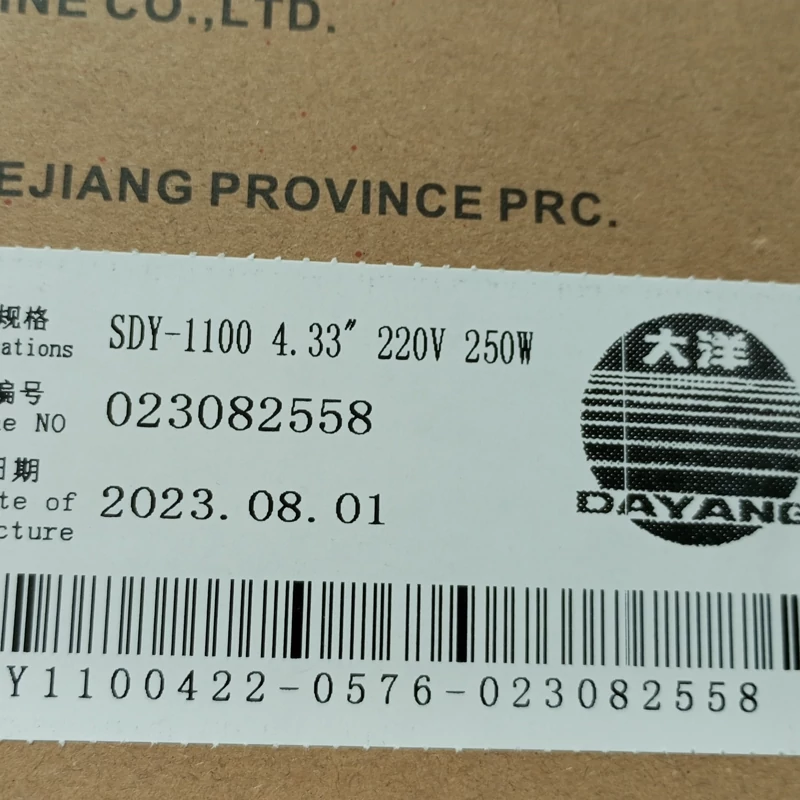 INE CO.,LTD.
EJIANG PROVINCE PRC.
规格
ations
SDY-1100 4.33″ 220V 250W
大洋
编号
e NO
023082558
日期
te of
cture
2023.08.01
DAYANG
Y1100422-0576-023082558